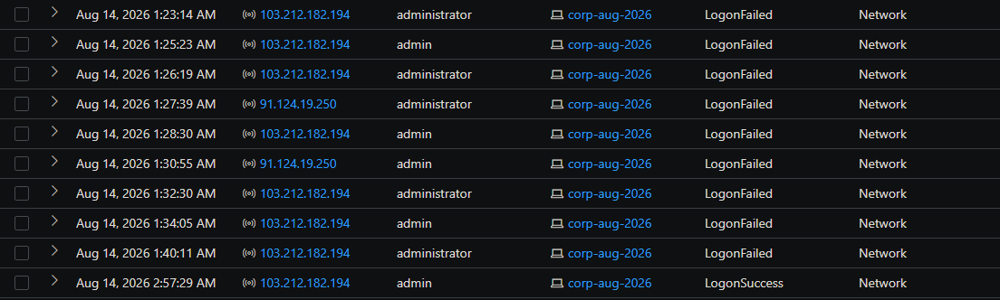 Aug 14, 2026 1:23:14 AM 103.212.182.194 administrator corp-aug-2026 LogonFailed Network
Aug 14, 2026 1:25:23 AM 103.212.182.194 admin corp-aug-2026 LogonFailed Network
Aug 14, 2026 1:26:19 AM 103.212.182.194 administrator corp-aug-2026 LogonFailed Network
Aug 14, 2026 1:27:39 AM 91.124.19.250 administrator corp-aug-2026 LogonFailed Network
Aug 14, 2026 1:28:30 AM 103.212.182.194 admin corp-aug-2026 LogonFailed Network
Aug 14, 2026 1:30:55 AM 91.124.19.250 admin corp-aug-2026 LogonFailed Network
Aug 14, 2026 1:32:30 AM 103.212.182.194 administrator corp-aug-2026 LogonFailed Network
Aug 14, 2026 1:34:05 AM 103.212.182.194 admin corp-aug-2026 LogonFailed Network
Aug 14, 2026 1:40:11 AM 103.212.182.194 administrator corp-aug-2026 LogonFailed Network
Aug 14, 2026 2:57:29 AM 103.212.182.194 admin corp-aug-2026 LogonSuccess Network